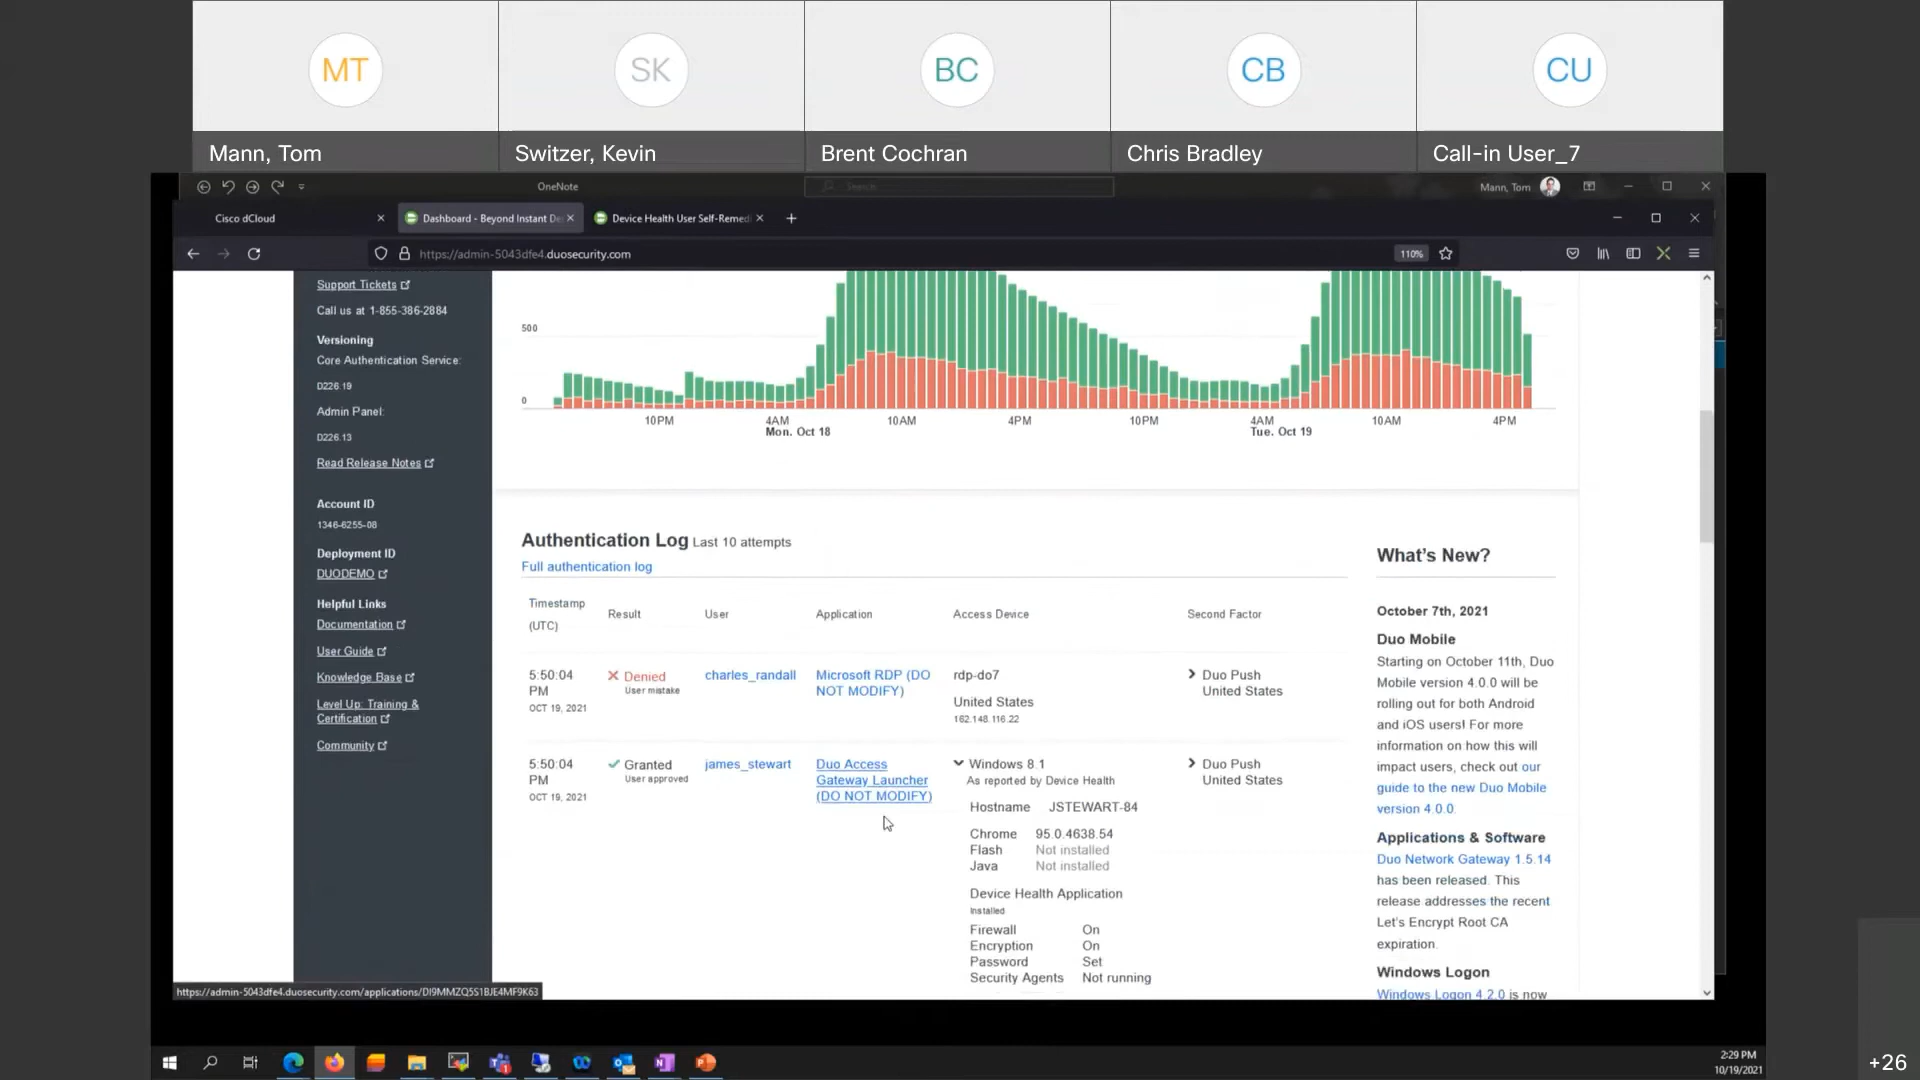 MT
SK
BC
CB
CU
Mann, Tom
Switzer, Kevin
Brent Cochran
Chris Bradley
Call-in User_7
OneNote
Search
Mann, Tom
Cisco dCloud
Dashboard - Beyond Instant De
Device Health User Self-Remedi
https://admin-5043dfe4.duosecurity.com
110%
Support Tickets
Call us at 1-855-386-2884
Versioning
Core Authentication Service:
D226.19
Admin Panel:
D226.13
Read Release Notes
Account ID
1346-6255-08
Deployment ID
DUODEMO
Helpful Links
Documentation
User Guide
Knowledge Base
Level Up: Training &
Certification
Community
500
0
10PM 4AM 10AM 4PM 10PM 4AM 10AM 4PM
Mon. Oct 18 Tue. Oct 19
Authentication Log Last 10 attempts
Full authentication log
Timestamp
(UTC)
Result
User
Application
Access Device
Second Factor
5:50:04
PM
OCT 19, 2021
Denied
User mistake
charles_randall
Microsoft RDP (DO
NOT MODIFY)
rdp-do7
United States
162.148.116.22
Duo Push
United States
5:50:04
PM
OCT 19, 2021
Granted
User approved
james_stewart
Duo Access
Gateway Launcher
(DO NOT MODIFY)
Windows 8.1
As reported by Device Health
Hostname JSTEWART-84
Chrome 95.0.4638.54
Flash Not installed
Java Not installed
Device Health Application
Installed
Firewall On
Encryption On
Password Set
Security Agents Not running
Duo Push
United States
What's New?
October 7th, 2021
Duo Mobile
Starting on October 11th, Duo
Mobile version 4.0.0 will be
rolling out for both Android
and iOS users! For more
information on how this will
impact users, check out our
guide to the new Duo Mobile
version 4.0.0.
Applications & Software
Duo Network Gateway 1.5.14
has been released. This
release addresses the recent
Let's Encrypt Root CA
expiration.
Windows Logon
Windows Logon 4.2.0 is now
https://admin-5043dfe4.duosecurity.com/applications/DI9MMZQ5S1BJE4MF9K63
2:29 PM
10/19/2021
+26